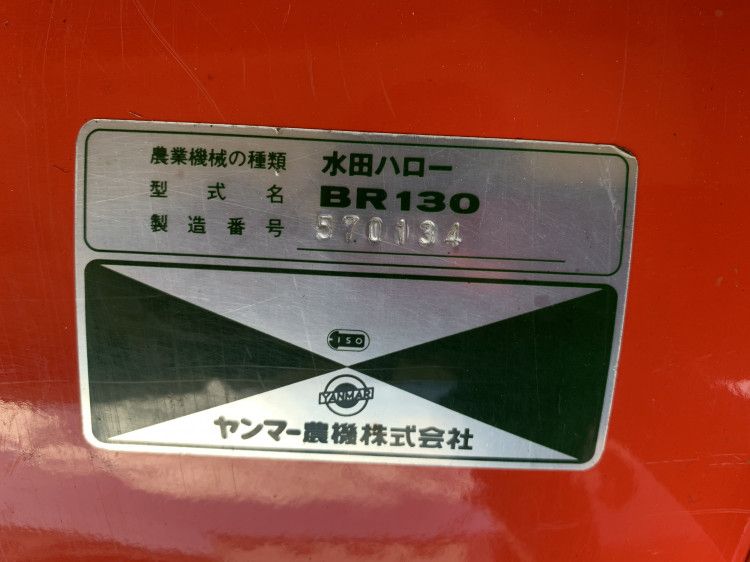 農業機械の種類 水田ハロー
型式名 BR130
製造番号 570134
ISO
YANMAR
ヤンマー農機株式会社